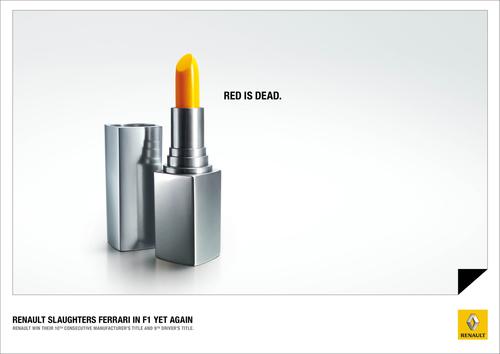 RED IS DEAD.
RENAULT SLAUGHTERS FERRARI IN F1 YET AGAIN
RENAULT WIN THEIR 10TH CONSECUTIVE MANUFACTURER'S TITLE AND 9TH DRIVER'S TITLE.
RENAULT